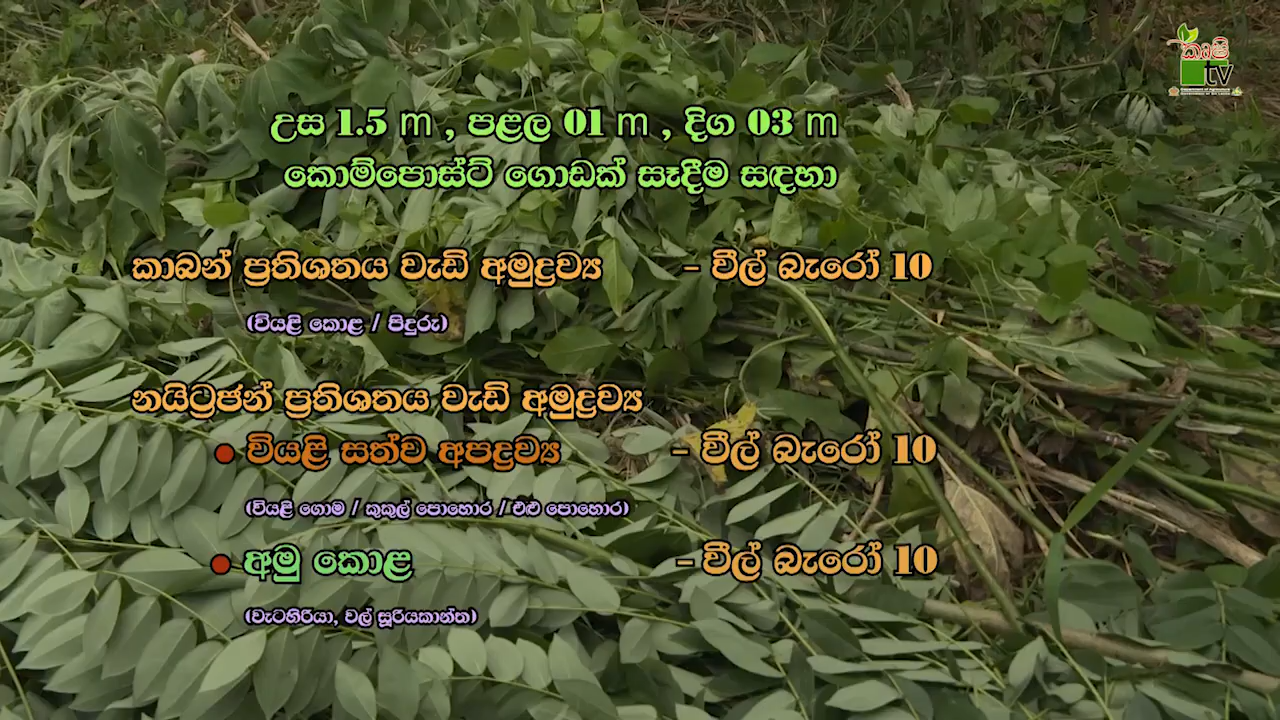 කෘෂි
tv
උස 1.5 m , පළල 01 m , දිග 03 m
කොම්පොස්ට් ගොඩක් සෑදීම සඳහා
කාබන් ප්‍රතිශතය වැඩි අමුද්‍රව්‍ය - වීල් බැරෝ 10
(වියළි කොළ / පිදුරු)
නයිට්‍රජන් ප්‍රතිශතය වැඩි අමුද්‍රව්‍ය
• වියළි සත්ව අපද්‍රව්‍ය - වීල් බැරෝ 10
(වියළි ගොම / කුකුල් පොහොර / එළු පොහොර)
• අමු කොළ - වීල් බැරෝ 10
(වැටහිරියා, වල් සූරියකාන්ත)